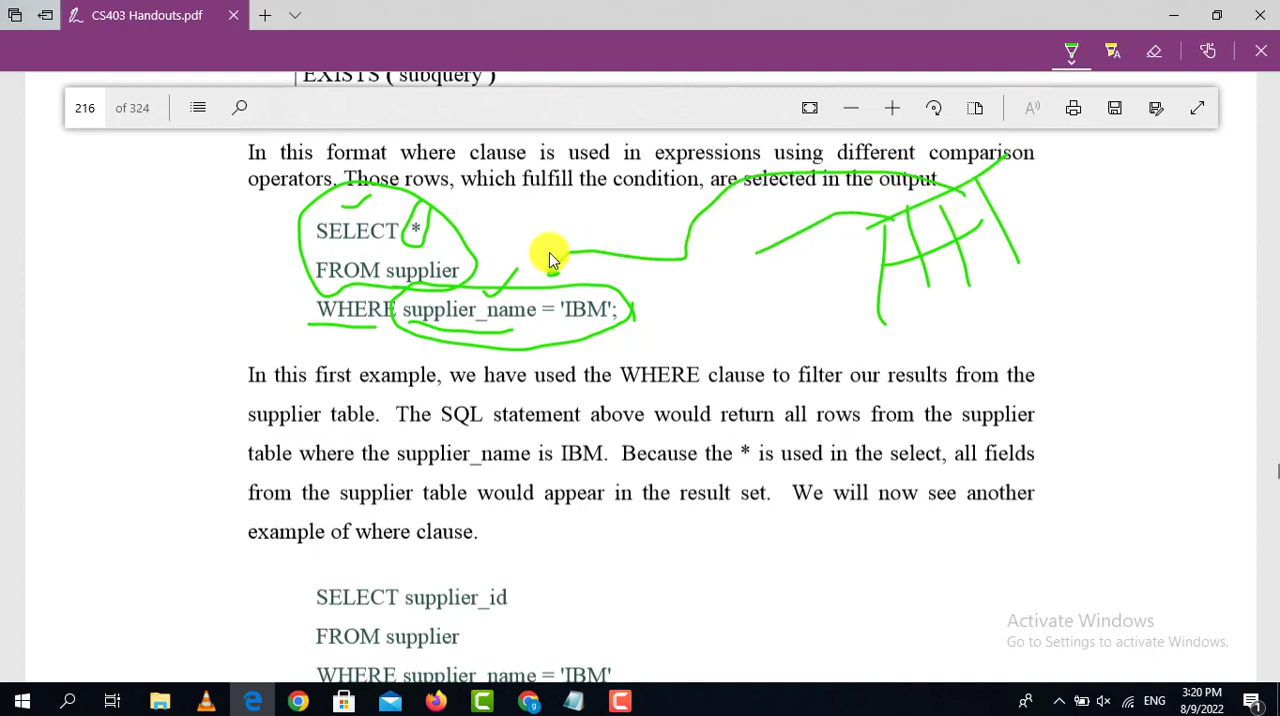 CS403 Handouts.pdf
EXISTS ( subquery )
216 of 324
In this format where clause is used in expressions using different comparison
operators. Those rows, which fulfill the condition, are selected in the output.
SELECT *
FROM supplier
WHERE supplier_name = 'IBM';
In this first example, we have used the WHERE clause to filter our results from the
supplier table. The SQL statement above would return all rows from the supplier
table where the supplier_name is IBM. Because the * is used in the select, all fields
from the supplier table would appear in the result set. We will now see another
example of where clause.
SELECT supplier_id
FROM supplier
WHERE supplier_name = 'IBM'
Activate Windows
Go to Settings to activate Windows.
ENG
3:20 PM
8/9/2022
1